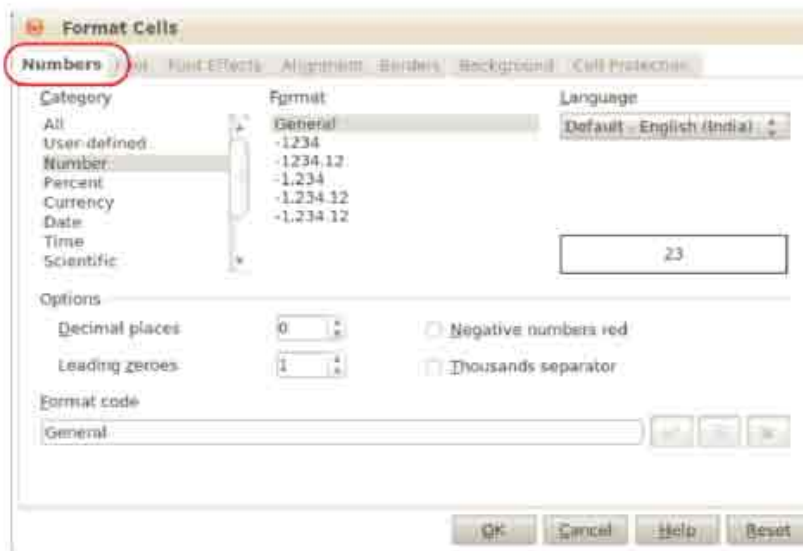 Format Cells
Numbers Font Font Effects Alignment Borders Background Cell Protection
Category
All
User-defined
Number
Percent
Currency
Date
Time
Scientific
Format
General
-1234
-1234.12
-1,234
-1,234.12
-1,234.12
Language
Default - English (India)
23
Options
Decimal places 0
Negative numbers red
Leading zeroes 1
Thousands separator
Format code
General
OK Cancel Help Reset